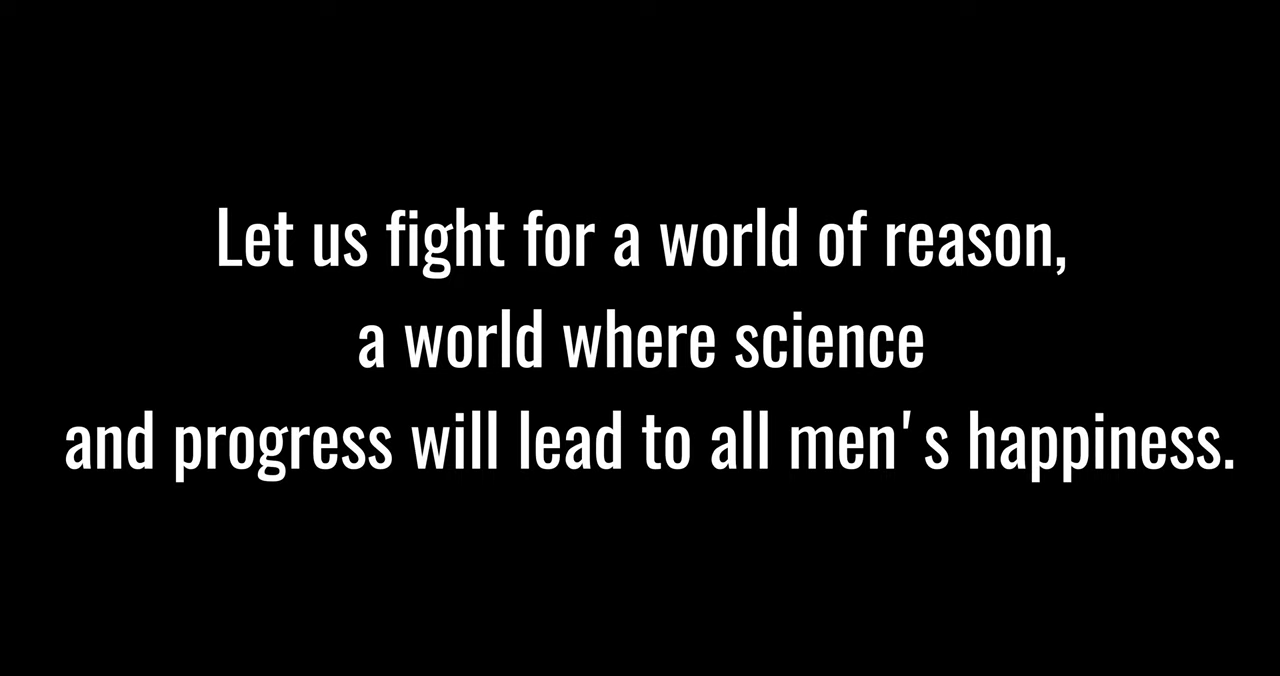 Let us fight for a world of reason,
a world where science
and progress will lead to all men's happiness.